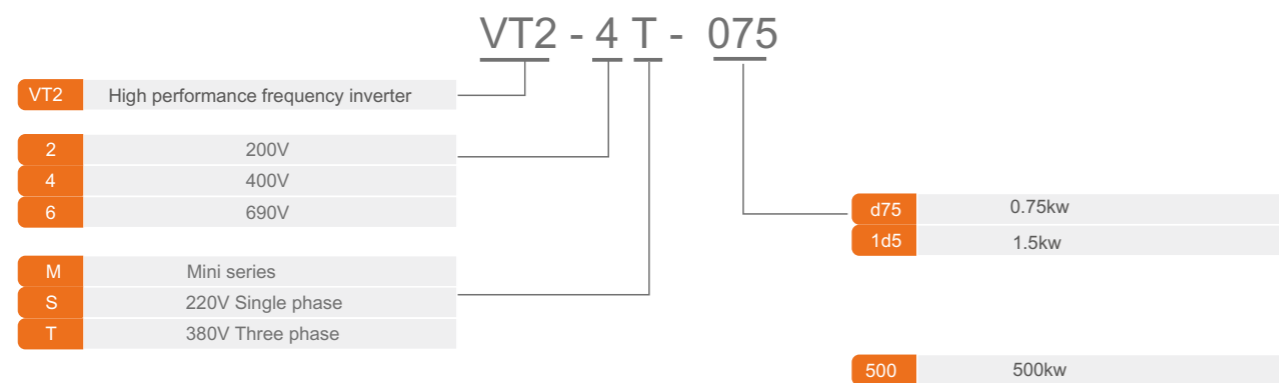 VT2 - 4 T - 075
VT2 High performance frequency inverter
2 200V
4 400V
6 690V
M Mini series
S 220V Single phase
T 380V Three phase
d75 0.75kw
1d5 1.5kw
500 500kw